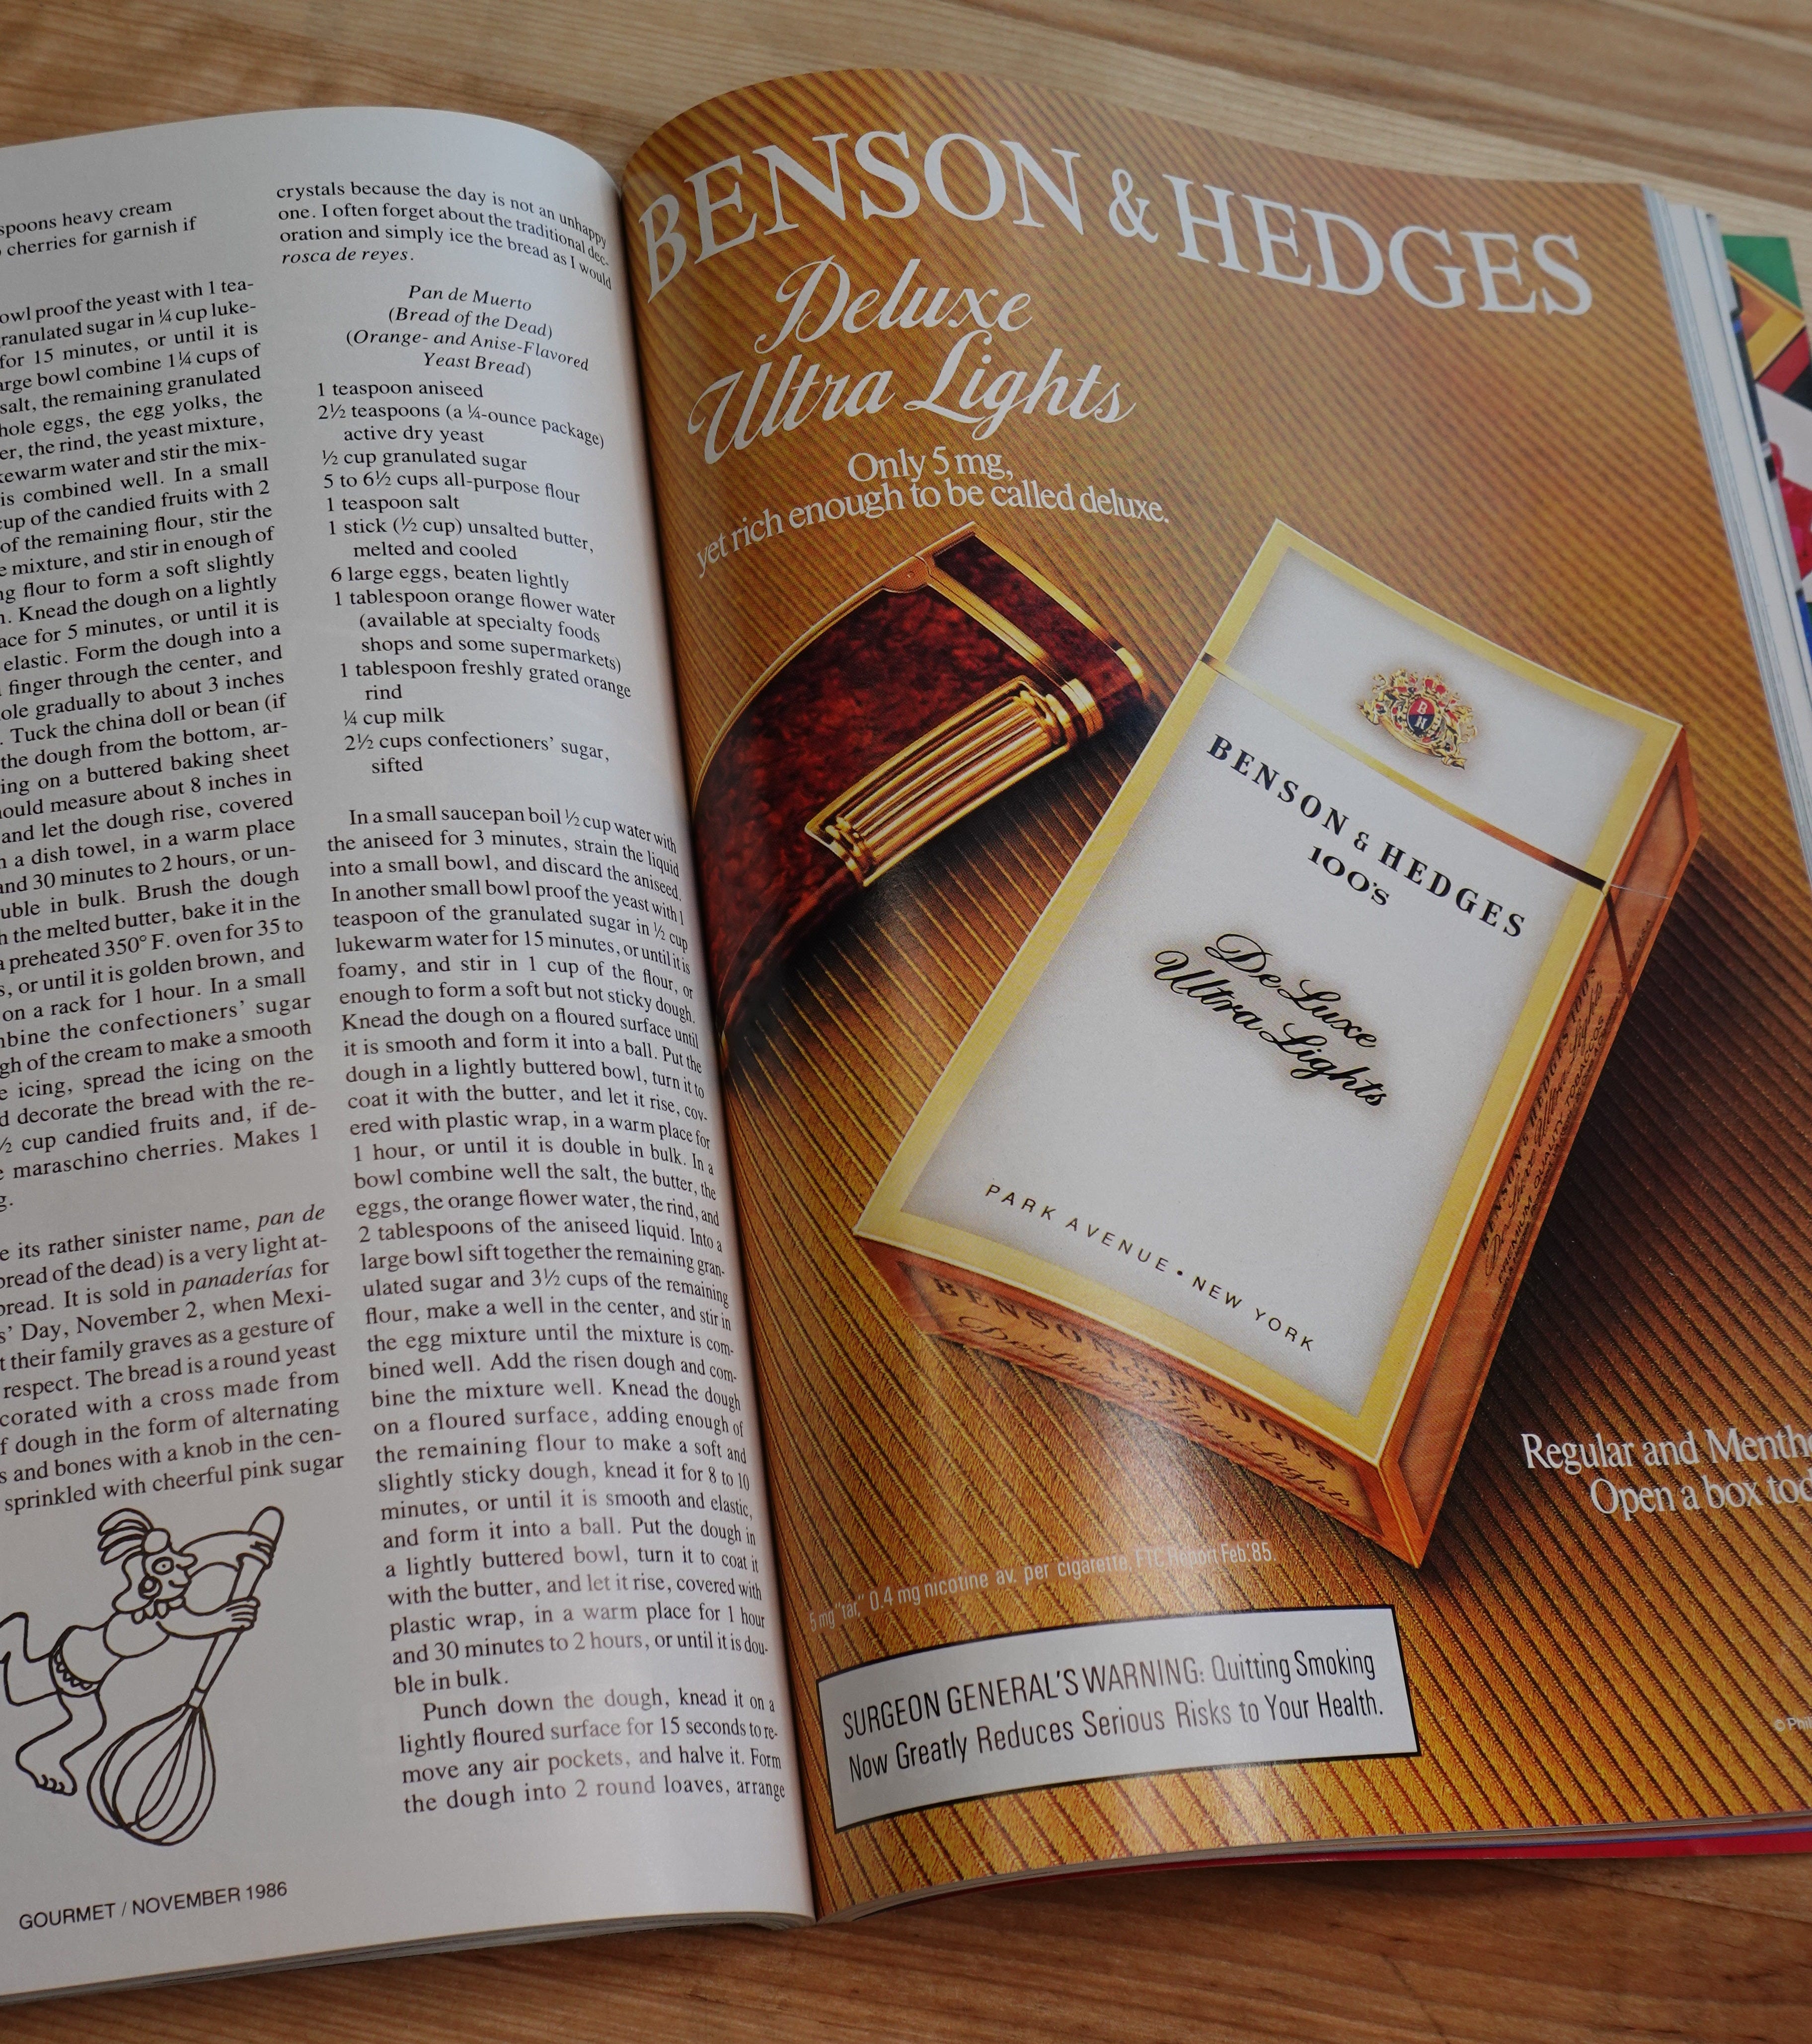 spoons heavy cream
cherries for garnish if
owl proof the yeast with 1 tea-
ranulated sugar in ¼ cup luke-
for 15 minutes, or until it is
arge bowl combine 1¼ cups of
salt, the remaining granulated
hole eggs, the egg yolks, the
er, the rind, the yeast mixture,
kewarm water and stir the mix-
is combined well. In a small
cup of the candied fruits with 2
of the remaining flour, stir the
e mixture, and stir in enough of
ng flour to form a soft slightly
. Knead the dough on a lightly
ace for 5 minutes, or until it is
elastic. Form the dough into a
finger through the center, and
ole gradually to about 3 inches
. Tuck the china doll or bean (if
the dough from the bottom, ar-
ing on a buttered baking sheet
hould measure about 8 inches in
and let the dough rise, covered
h a dish towel, in a warm place
and 30 minutes to 2 hours, or un-
uble in bulk. Brush the dough
h the melted butter, bake it in the
a preheated 350° F. oven for 35 to
s, or until it is golden brown, and
on a rack for 1 hour. In a small
mbine the confectioners' sugar
gh of the cream to make a smooth
e icing, spread the icing on the
d decorate the bread with the re-
½ cup candied fruits and, if de-
e maraschino cherries. Makes 1
g.
e its rather sinister name, pan de
bread of the dead) is a very light at-
bread. It is sold in panaderías for
s' Day, November 2, when Mexi-
t their family graves as a gesture of
respect. The bread is a round yeast
corated with a cross made from
f dough in the form of alternating
s and bones with a knob in the cen-
sprinkled with cheerful pink sugar
GOURMET / NOVEMBER 1986
crystals because the day is not an unhappy
one. I often forget about the traditional dec-
oration and simply ice the bread as I would
rosca de reyes.
Pan de Muerto
(Bread of the Dead)
(Orange- and Anise-Flavored
Yeast Bread)
1 teaspoon aniseed
2½ teaspoons (a ¼-ounce package)
active dry yeast
½ cup granulated sugar
5 to 6½ cups all-purpose flour
1 teaspoon salt
1 stick (½ cup) unsalted butter,
melted and cooled
6 large eggs, beaten lightly
1 tablespoon orange flower water
(available at specialty foods
shops and some supermarkets)
1 tablespoon freshly grated orange
rind
¼ cup milk
2½ cups confectioners' sugar,
sifted
In a small saucepan boil ½ cup water with
the aniseed for 3 minutes, strain the liquid
into a small bowl, and discard the aniseed.
In another small bowl proof the yeast with 1
teaspoon of the granulated sugar in ½ cup
lukewarm water for 15 minutes, or until it is
foamy, and stir in 1 cup of the flour, or
enough to form a soft but not sticky dough.
Knead the dough on a floured surface until
it is smooth and form it into a ball. Put the
dough in a lightly buttered bowl, turn it to
coat it with the butter, and let it rise, cov-
ered with plastic wrap, in a warm place for
1 hour, or until it is double in bulk. In a
bowl combine well the salt, the butter, the
eggs, the orange flower water, the rind, and
2 tablespoons of the aniseed liquid. Into a
large bowl sift together the remaining gran-
ulated sugar and 3½ cups of the remaining
flour, make a well in the center, and stir in
the egg mixture until the mixture is com-
bined well. Add the risen dough and com-
bine the mixture well. Knead the dough
on a floured surface, adding enough of
the remaining flour to make a soft and
slightly sticky dough, knead it for 8 to 10
minutes, or until it is smooth and elastic,
and form it into a ball. Put the dough in
a lightly buttered bowl, turn it to coat it
with the butter, and let it rise, covered with
plastic wrap, in a warm place for 1 hour
and 30 minutes to 2 hours, or until it is dou-
ble in bulk.
Punch down the dough, knead it on a
lightly floured surface for 15 seconds to re-
move any air pockets, and halve it. Form
the dough into 2 round loaves, arrange
BENSON & HEDGES
Deluxe
Ultra Lights
Only 5 mg,
yet rich enough to be called deluxe.
B H
BENSON & HEDGES
100's
De Luxe
Ultra Lights
PARK AVENUE • NEW YORK
BENSON & HEDGES
De Luxe Ultra Lights
Regular and Menth
Open a box tod
5 mg "tar," 0.4 mg nicotine av. per cigarette, FTC Report Feb.'85.
SURGEON GENERAL'S WARNING: Quitting Smoking
Now Greatly Reduces Serious Risks to Your Health.
© Phil